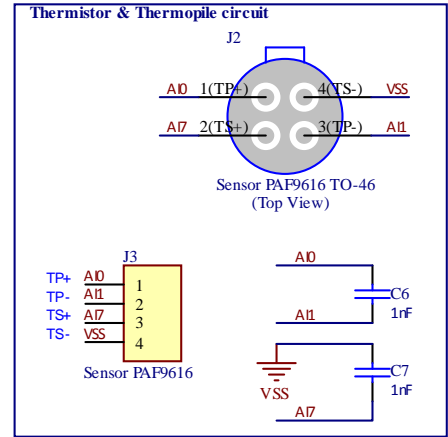 Thermistor & Thermopile circuit
J2
AI0 1(TP+) 4(TS-) VSS
AI7 2(TS+) 3(TP-) AI1
Sensor PAF9616 TO-46
(Top View)
J3
TP+ AI0 1
TP- AI1 2
TS+ AI7 3
TS- VSS 4
Sensor PAF9616
AI0
C6
1nF
AI1
C7
1nF
VSS
AI7